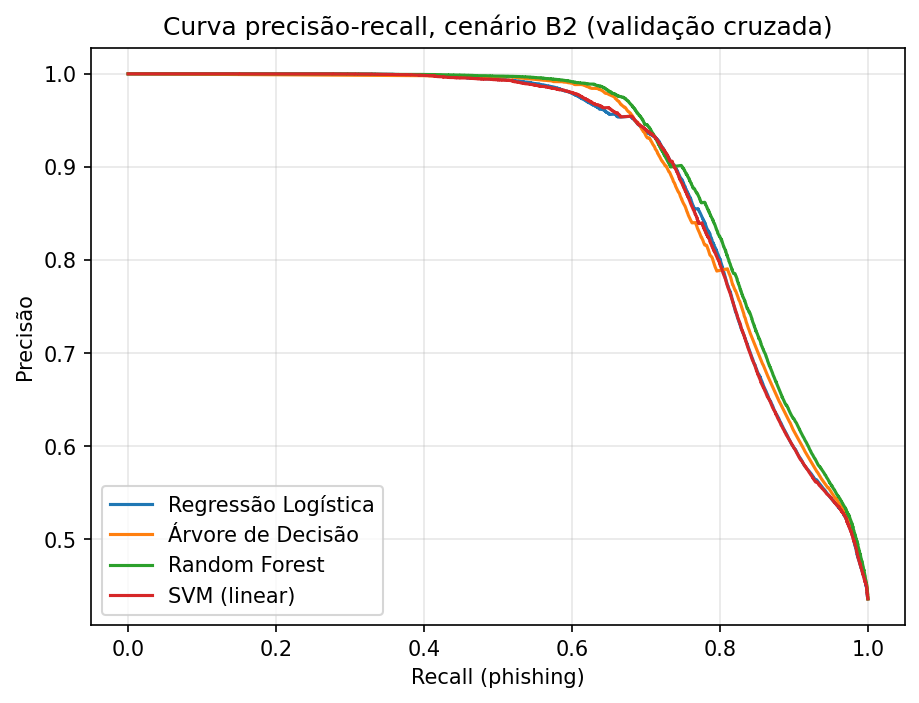 Curva precisão-recall, cenário B2 (validação cruzada)
Precisão
1.0
0.9
0.8
0.7
0.6
0.5
Regressão Logística
Árvore de Decisão
Random Forest
SVM (linear)
0.0 0.2 0.4 0.6 0.8 1.0
Recall (phishing)